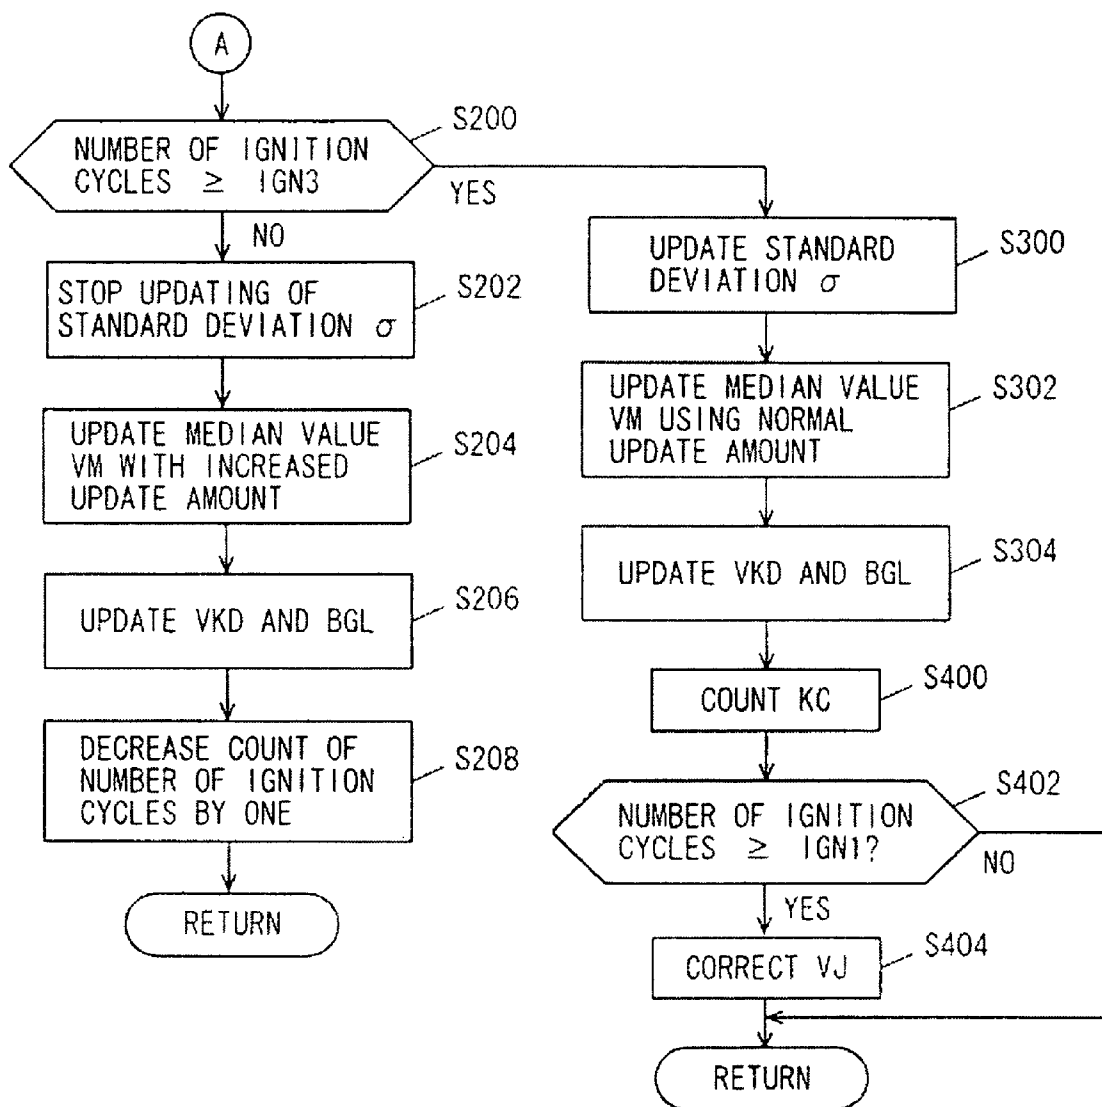 A
S200
NUMBER OF IGNITION
CYCLES ≥ IGN3
YES
NO
STOP UPDATING OF
STANDARD DEVIATION σ
S202
UPDATE MEDIAN VALUE
VM WITH INCREASED
UPDATE AMOUNT
S204
UPDATE VKD AND BGL
S206
DECREASE COUNT OF
NUMBER OF IGNITION
CYCLES BY ONE
S208
RETURN
UPDATE STANDARD
DEVIATION σ
S300
UPDATE MEDIAN VALUE
VM USING NORMAL
UPDATE AMOUNT
S302
UPDATE VKD AND BGL
S304
COUNT KC
S400
NUMBER OF IGNITION
CYCLES ≥ IGN1?
S402
NO
YES
CORRECT VJ
S404
RETURN